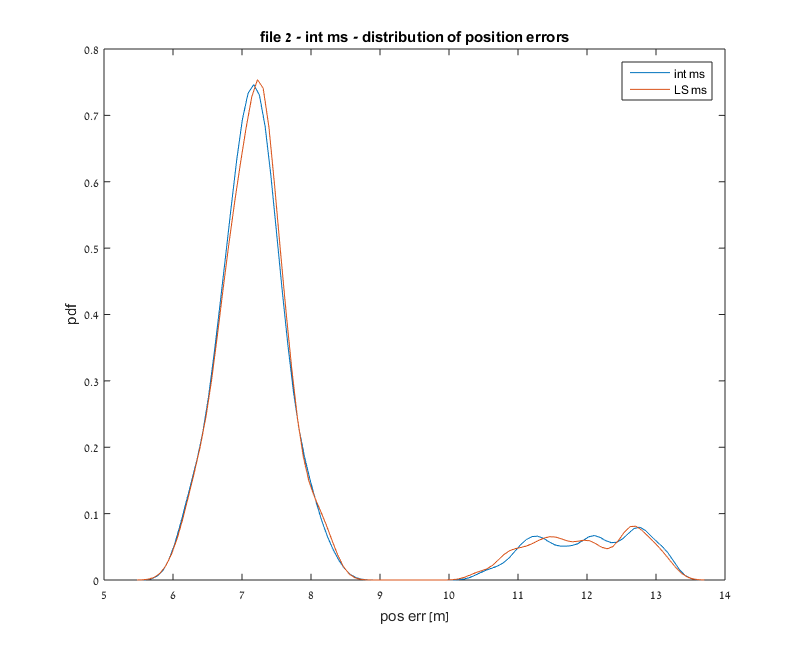 file 2 - int ms - distribution of position errors
int ms
LS ms
0.8
0.7
0.6
0.5
0.4
0.3
0.2
0.1
0
pdf
5 6 7 8 9 10 11 12 13 14
pos err [m]